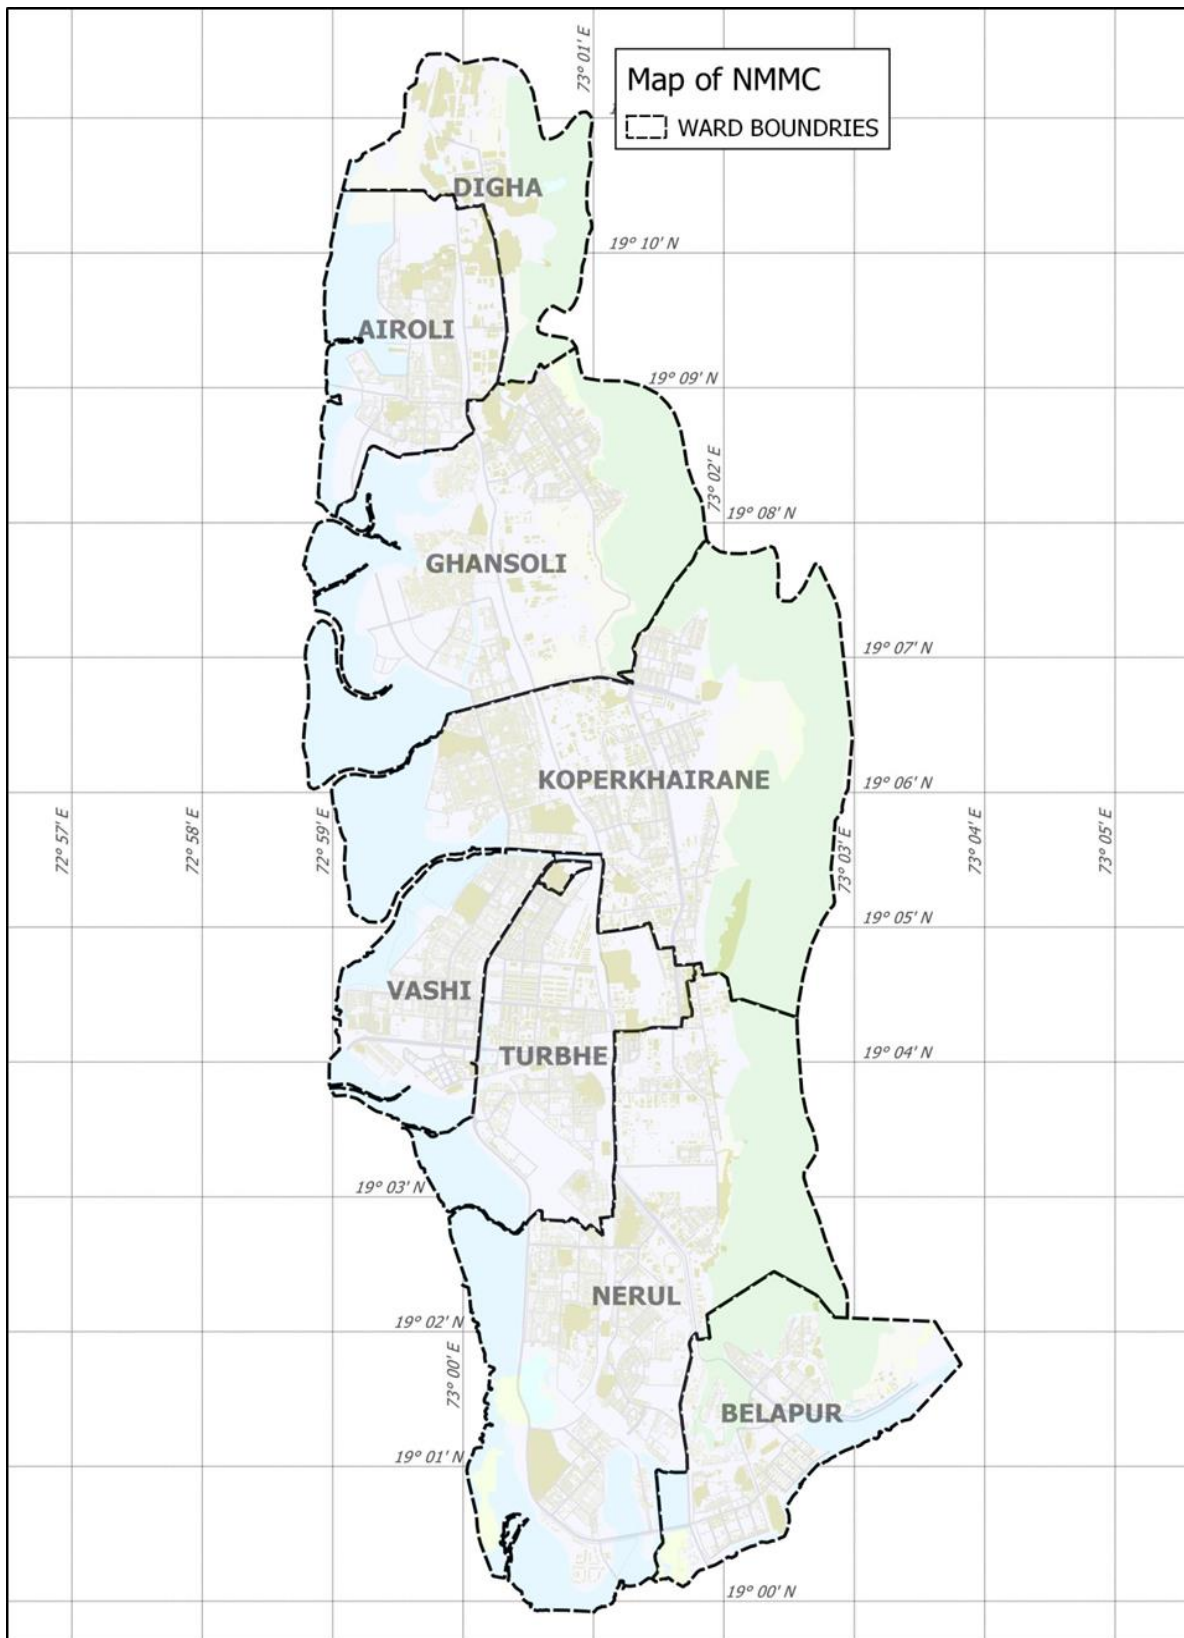 73° 01' E
Map of NMMC
WARD BOUNDRIES
DIGHA
19° 10' N
AIROLI
19° 09' N
73° 02' E
19° 08' N
GHANSOLI
19° 07' N
KOPERKHAIRANE
19° 06' N
72° 57' E
72° 58' E
72° 59' E
73° 03' E
73° 04' E
73° 05' E
19° 05' N
VASHI
TURBHE
19° 04' N
19° 03' N
NERUL
19° 02' N
73° 00' E
BELAPUR
19° 01' N
19° 00' N